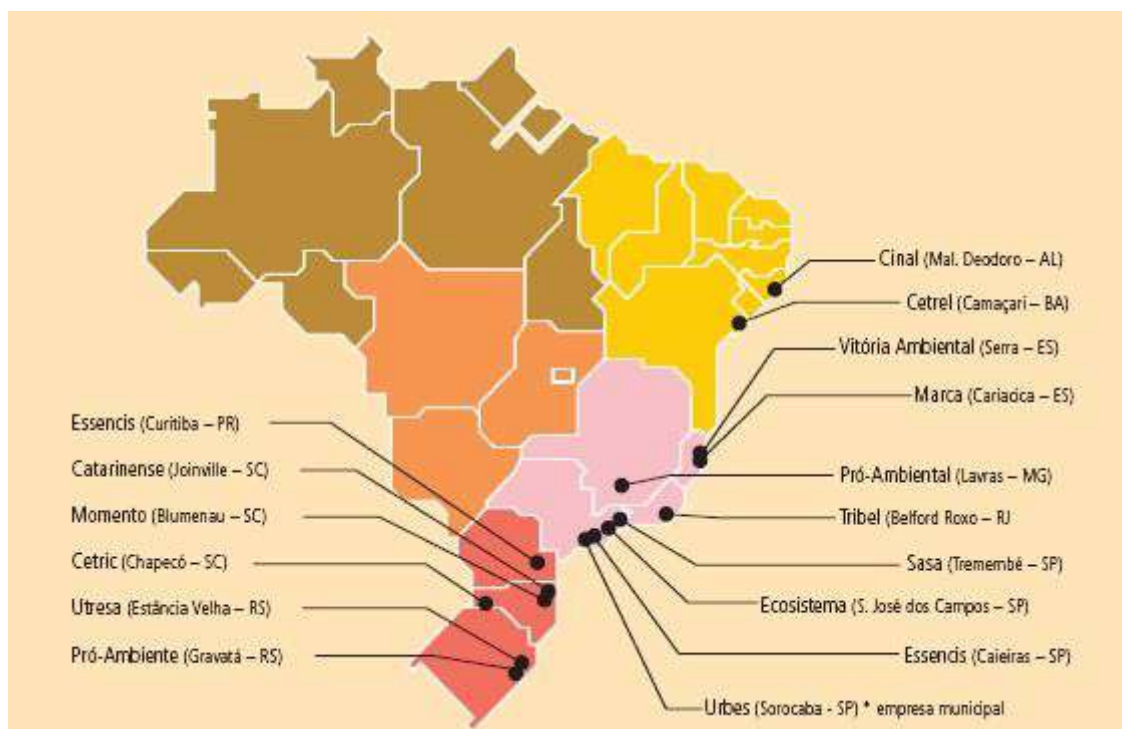 Cinal (Mal. Deodoro – AL)
Cetrel (Camaçari – BA)
Vitória Ambiental (Serra – ES)
Marca (Cariacica – ES)
Essencis (Curitiba – PR)
Catarinense (Joinville – SC)
Pró-Ambiental (Lavras – MG)
Momento (Blumenau – SC)
Tribel (Belford Roxo – RJ
Cetric (Chapecó – SC)
Sasa (Tremembé – SP)
Utresa (Estância Velha – RS)
Ecosistema (S. José dos Campos – SP)
Pró-Ambiente (Gravatá – RS)
Essencis (Caieiras – SP)
Urbes (Sorocaba - SP) * empresa municipal